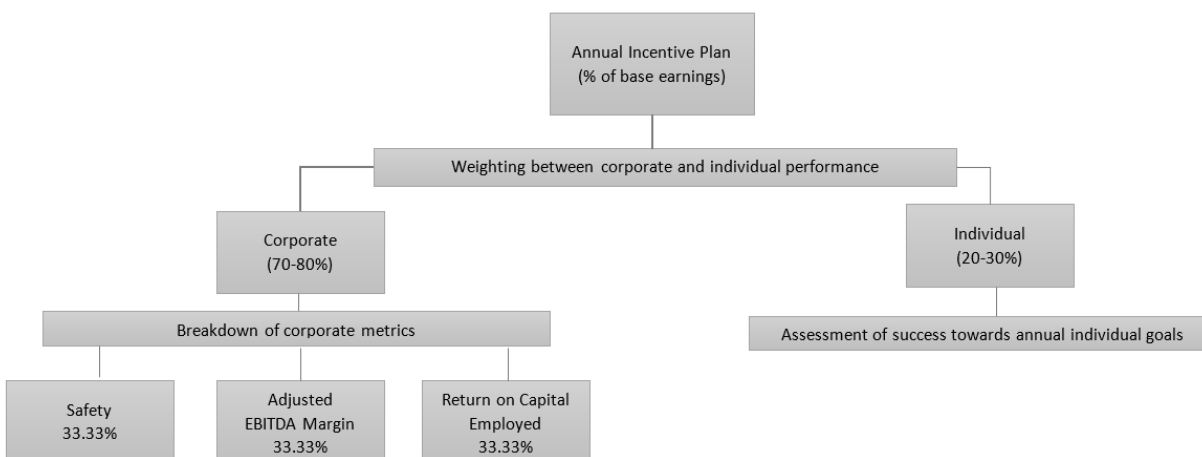 Annual Incentive Plan
(% of base earnings)
Weighting between corporate and individual performance
Corporate
(70-80%)
Individual
(20-30%)
Breakdown of corporate metrics
Assessment of success towards annual individual goals
Safety
33.33%
Adjusted
EBITDA Margin
33.33%
Return on Capital
Employed
33.33%